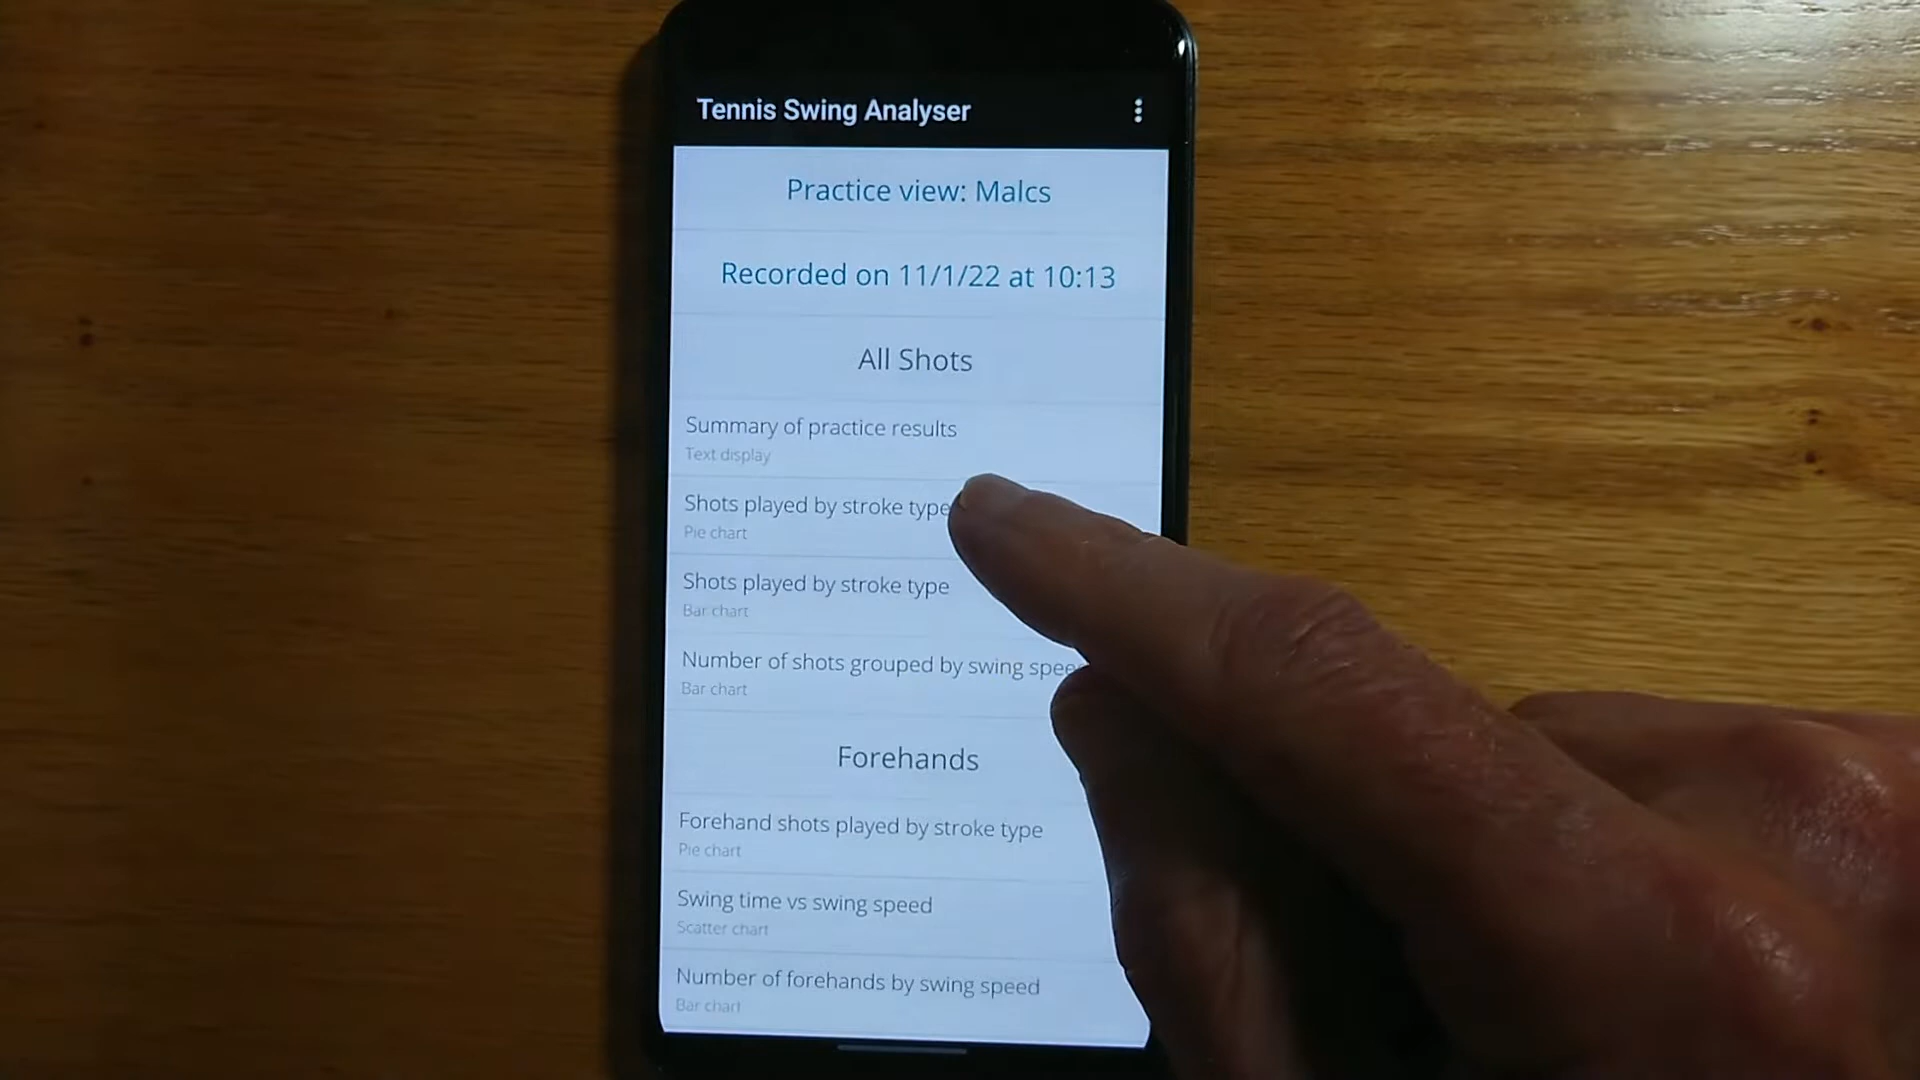 Tennis Swing Analyser
Practice view: Malcs
Recorded on 11/1/22 at 10:13
All Shots
Summary of practice results
Text display
Shots played by stroke type
Pie chart
Shots played by stroke type
Bar chart
Number of shots grouped by swing speed
Bar chart
Forehands
Forehand shots played by stroke type
Pie chart
Swing time vs swing speed
Scatter chart
Number of forehands by swing speed
Bar chart